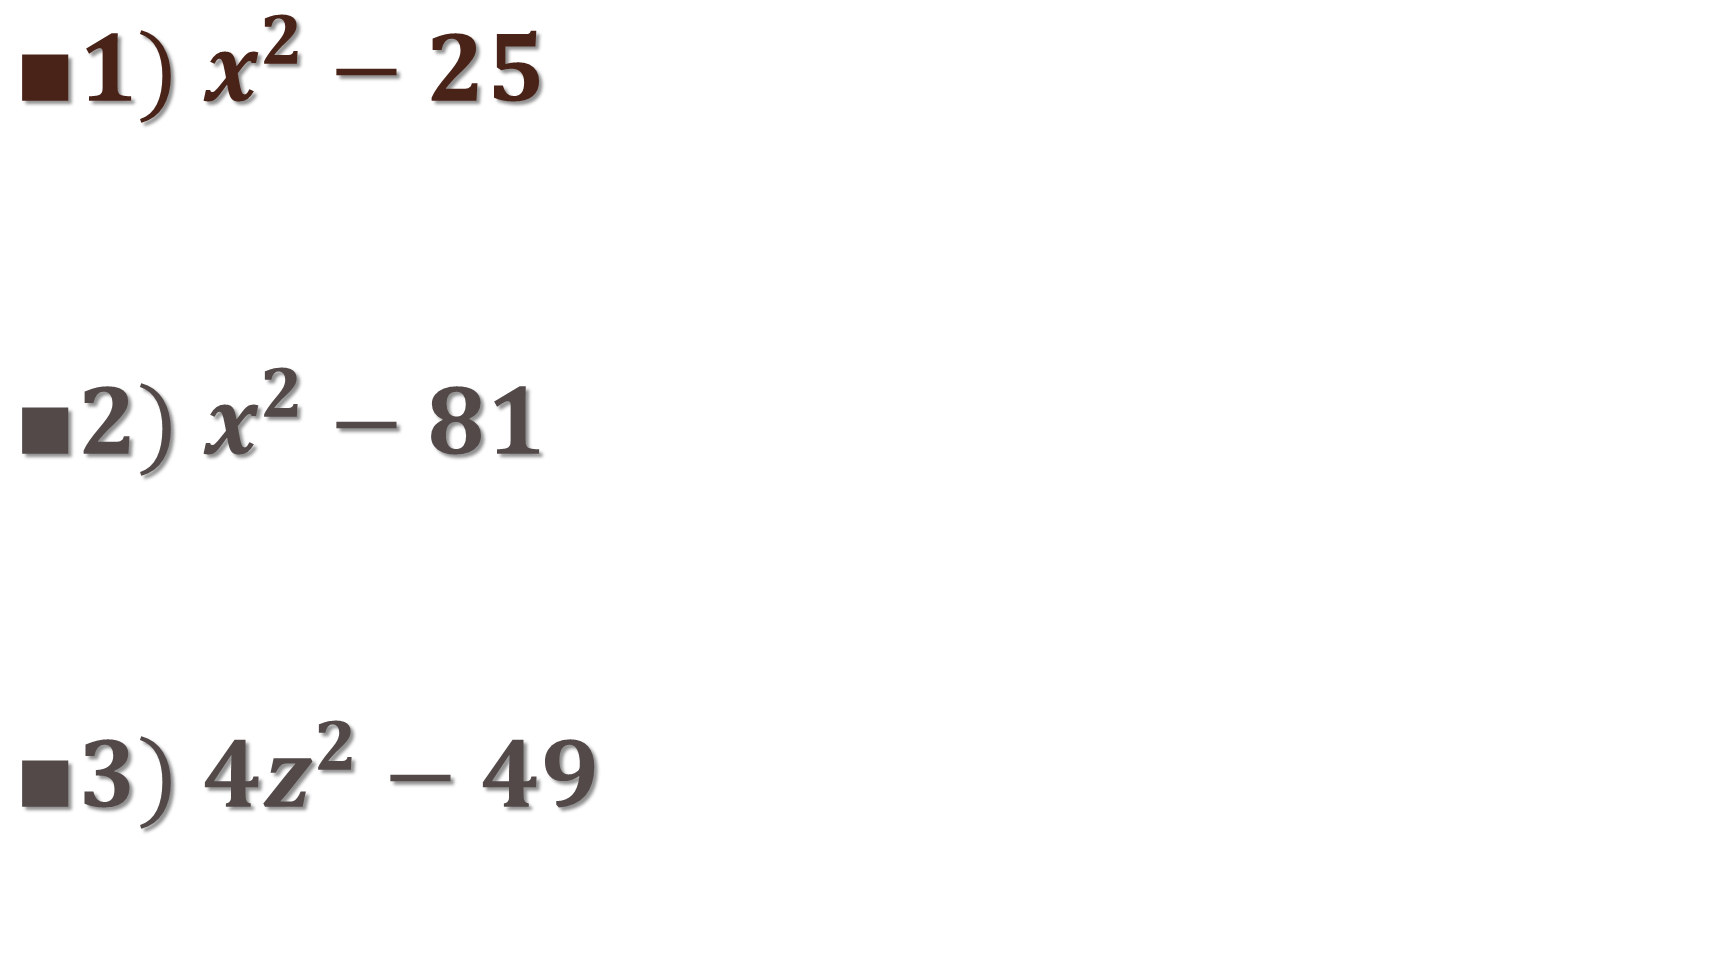 ■1) x² − 25
■2) x² − 81
■3) 4z² − 49